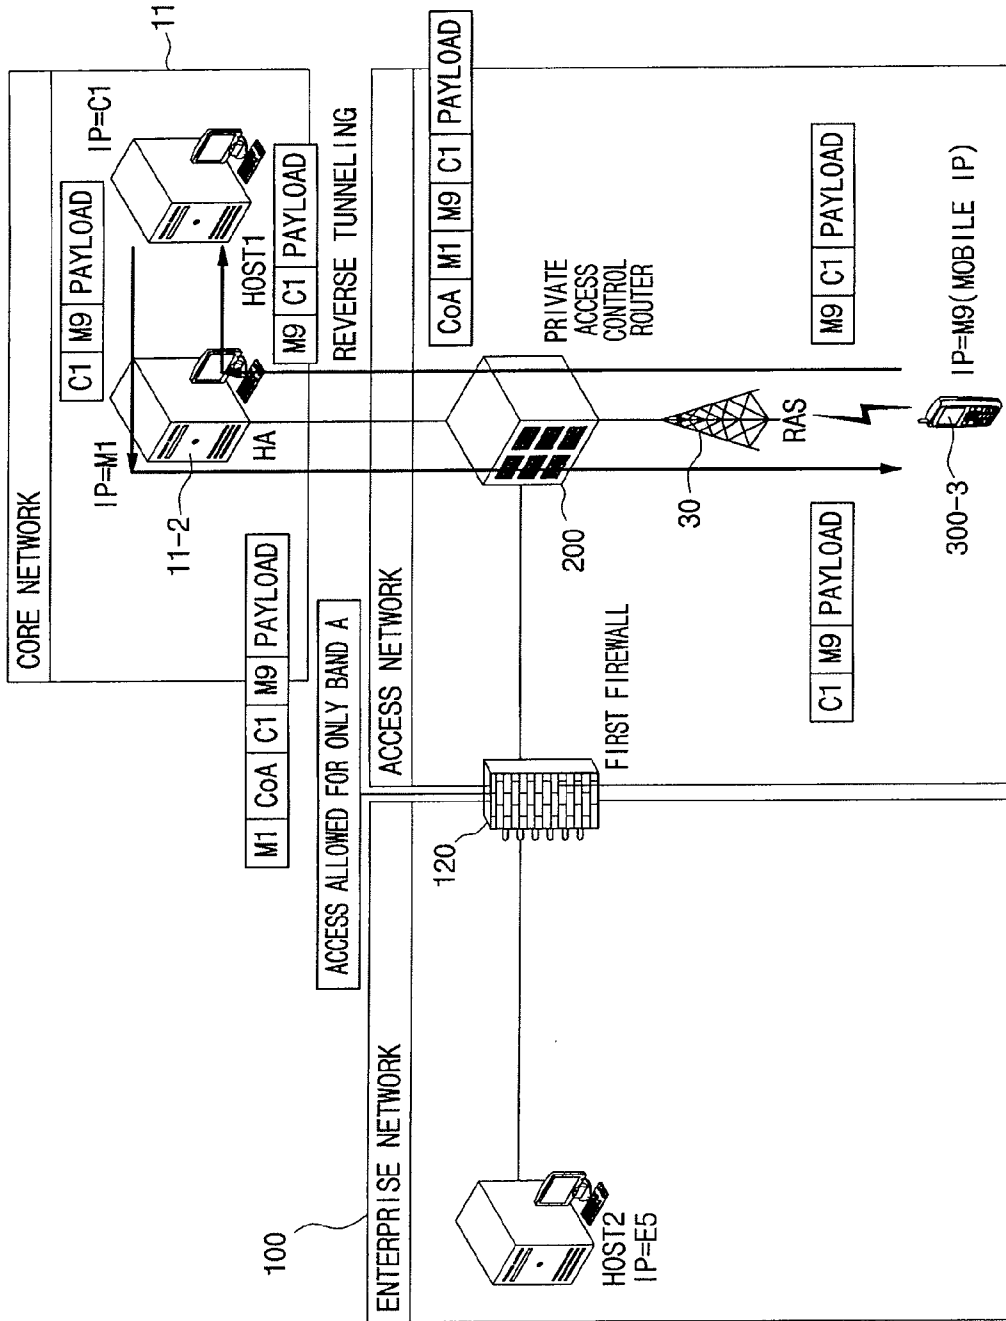 CORE NETWORK
11
C1 M9 PAYLOAD
IP=M1
IP=C1
11-2
HA
HOST1
M1 CoA C1 M9 PAYLOAD
M9 C1 PAYLOAD
100
ACCESS ALLOWED FOR ONLY BAND A
REVERSE TUNNELING
ENTERPRISE NETWORK
ACCESS NETWORK
CoA M1 M9 C1 PAYLOAD
120
PRIVATE
ACCESS
CONTROL
ROUTER
200
HOST2
IP=E5
FIRST FIREWALL
30
RAS
C1 M9 PAYLOAD
M9 C1 PAYLOAD
300-3
IP=M9(MOBILE IP)